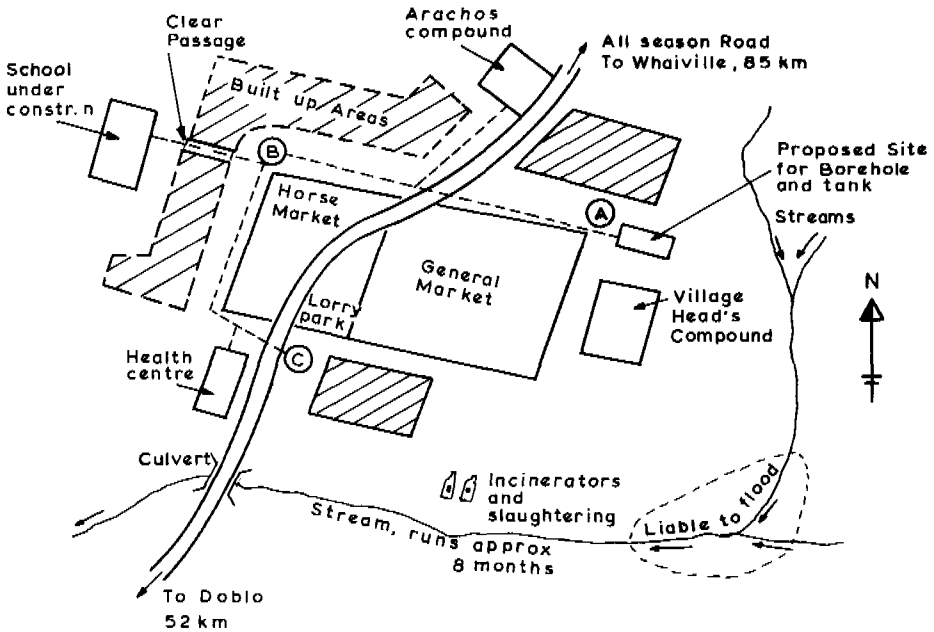 Arachos
compound
Clear
Passage
All season Road
To Whaiville, 85 km
School
under
constr.n
Built up Areas
B
Proposed Site
for Borehole
and tank
A
Streams
Horse
Market
General
Market
N
Lorry
park
Village
Head's
Compound
C
Health
centre
Culvert
Incinerators
and
slaughtering
Liable to flood
Stream, runs approx
8 months
To Doblo
52 km